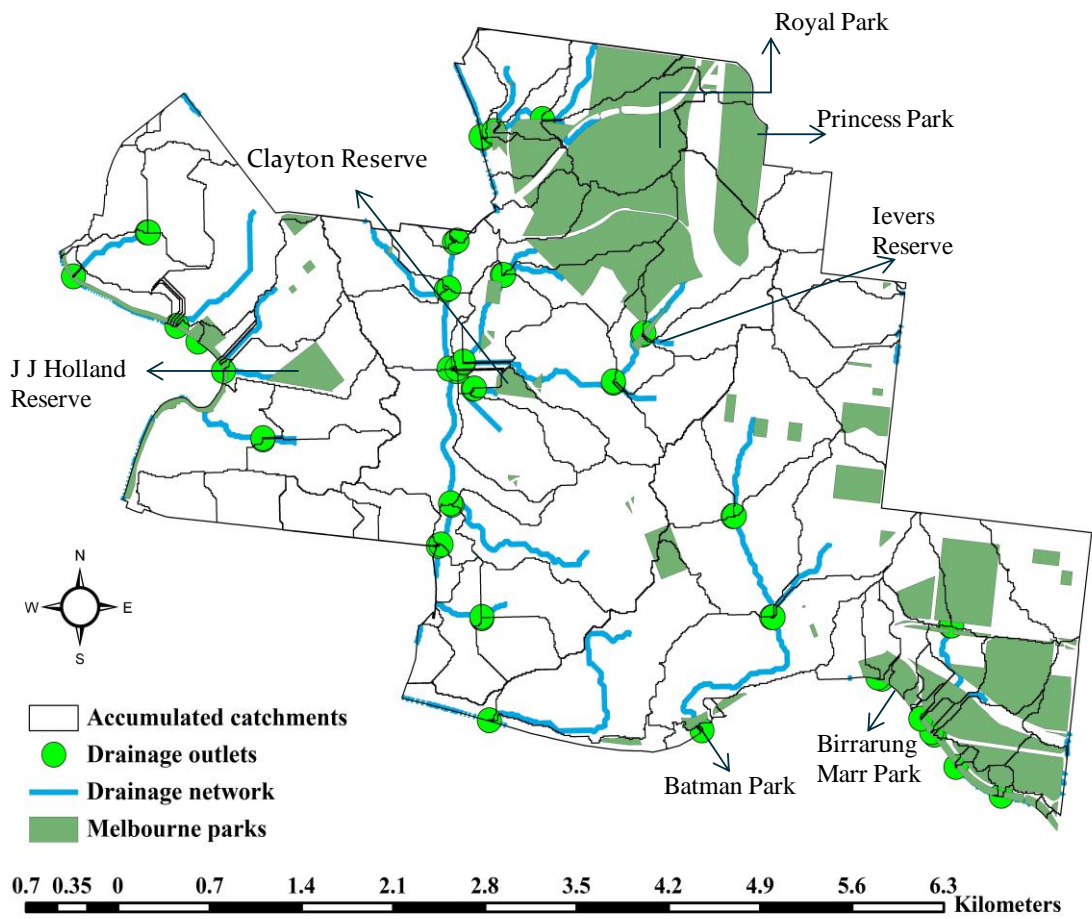 Royal Park
Princess Park
Clayton Reserve
Ievers
Reserve
J J Holland
Reserve
N
W E
S
Accumulated catchments
Drainage outlets
Drainage network
Melbourne parks
Birrarung
Marr Park
Batman Park
0.7 0.35 0 0.7 1.4 2.1 2.8 3.5 4.2 4.9 5.6 6.3
Kilometers